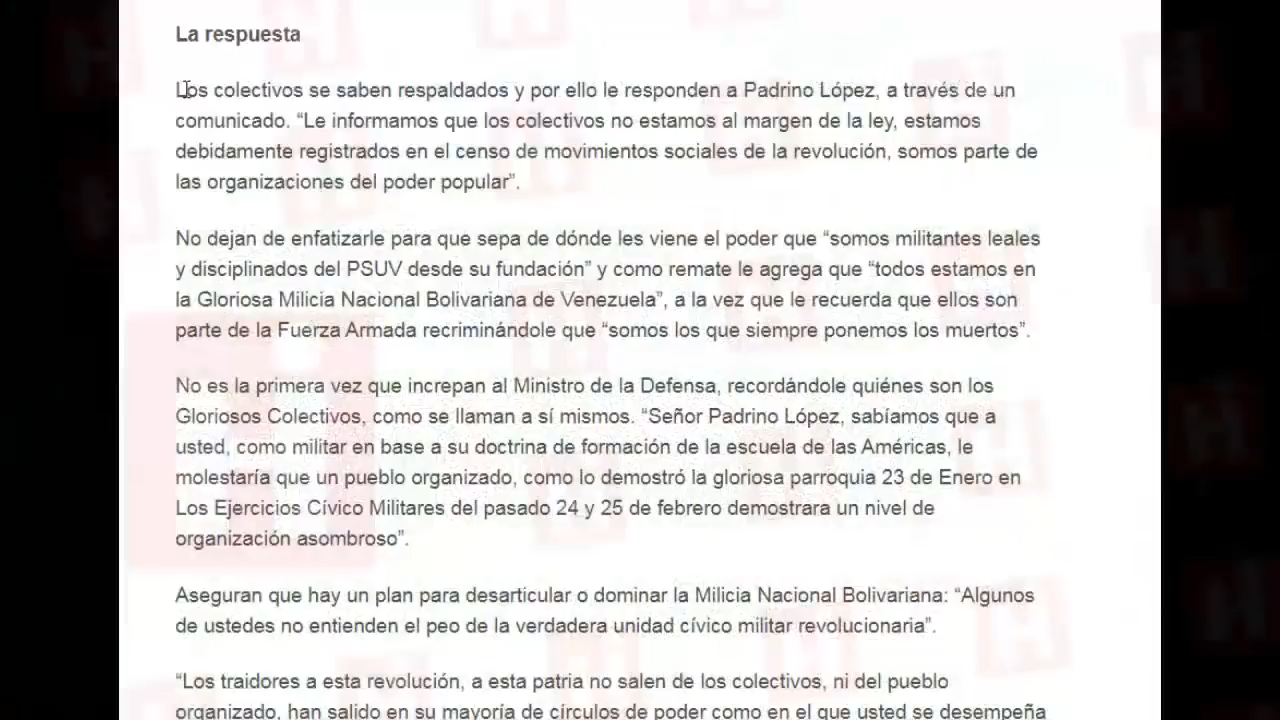 La respuesta
Los colectivos se saben respaldados y por ello le responden a Padrino López, a través de un
comunicado. “Le informamos que los colectivos no estamos al margen de la ley, estamos
debidamente registrados en el censo de movimientos sociales de la revolución, somos parte de
las organizaciones del poder popular”.
No dejan de enfatizarle para que sepa de dónde les viene el poder que “somos militantes leales
y disciplinados del PSUV desde su fundación” y como remate le agrega que “todos estamos en
la Gloriosa Milicia Nacional Bolivariana de Venezuela”, a la vez que le recuerda que ellos son
parte de la Fuerza Armada recriminándole que “somos los que siempre ponemos los muertos”.
No es la primera vez que increpan al Ministro de la Defensa, recordándole quiénes son los
Gloriosos Colectivos, como se llaman a sí mismos. “Señor Padrino López, sabíamos que a
usted, como militar en base a su doctrina de formación de la escuela de las Américas, le
molestaría que un pueblo organizado, como lo demostró la gloriosa parroquia 23 de Enero en
Los Ejercicios Cívico Militares del pasado 24 y 25 de febrero demostrara un nivel de
organización asombroso”.
Aseguran que hay un plan para desarticular o dominar la Milicia Nacional Bolivariana: “Algunos
de ustedes no entienden el peo de la verdadera unidad cívico militar revolucionaria”.
“Los traidores a esta revolución, a esta patria no salen de los colectivos, ni del pueblo
organizado, han salido en su mayoría de círculos de poder como en el que usted se desempeña